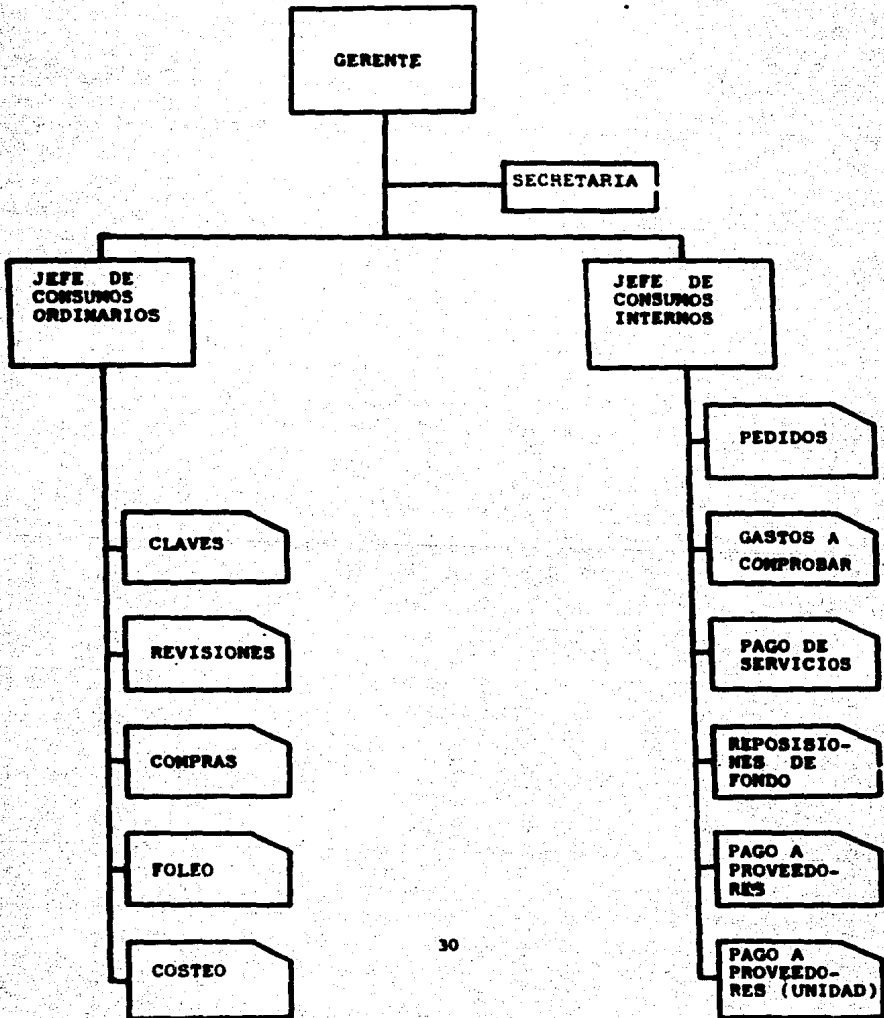 GERENTE
SECRETARIA
JEFE DE
CONSUMOS
ORDINARIOS
JEFE DE
CONSUMOS
INTERNOS
CLAVES
REVISIONES
COMPRAS
FOLEO
COSTEO
PEDIDOS
GASTOS A
COMPROBAR
PAGO DE
SERVICIOS
REPOSISIO-
NES DE
FONDO
PAGO A
PROVEEDO-
RES
PAGO A
PROVEEDO-
RES (UNIDAD)
30